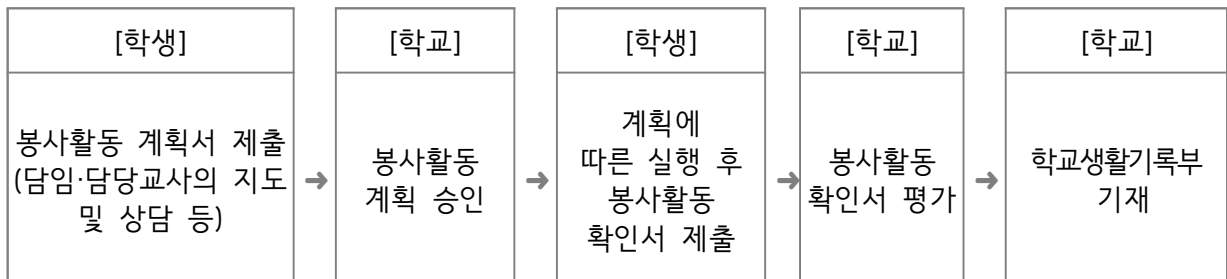 [학생]
봉사활동 계획서 제출
(담임·담당교사의 지도
및 상담 등)
➜
[학교]
봉사활동
계획 승인
➜
[학생]
계획에
따른 실행 후
봉사활동
확인서 제출
➜
[학교]
봉사활동
확인서 평가
➜
[학교]
학교생활기록부
기재